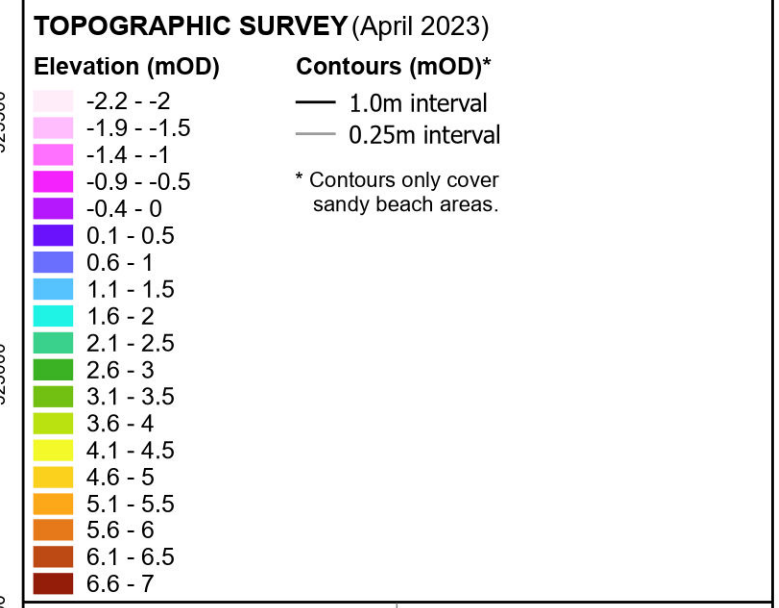 TOPOGRAPHIC SURVEY (April 2023)
Elevation (mOD)
-2.2 - -2
-1.9 - -1.5
-1.4 - -1
-0.9 - -0.5
-0.4 - 0
0.1 - 0.5
0.6 - 1
1.1 - 1.5
1.6 - 2
2.1 - 2.5
2.6 - 3
3.1 - 3.5
3.6 - 4
4.1 - 4.5
4.6 - 5
5.1 - 5.5
5.6 - 6
6.1 - 6.5
6.6 - 7
Contours (mOD)*
1.0m interval
0.25m interval
* Contours only cover
sandy beach areas.